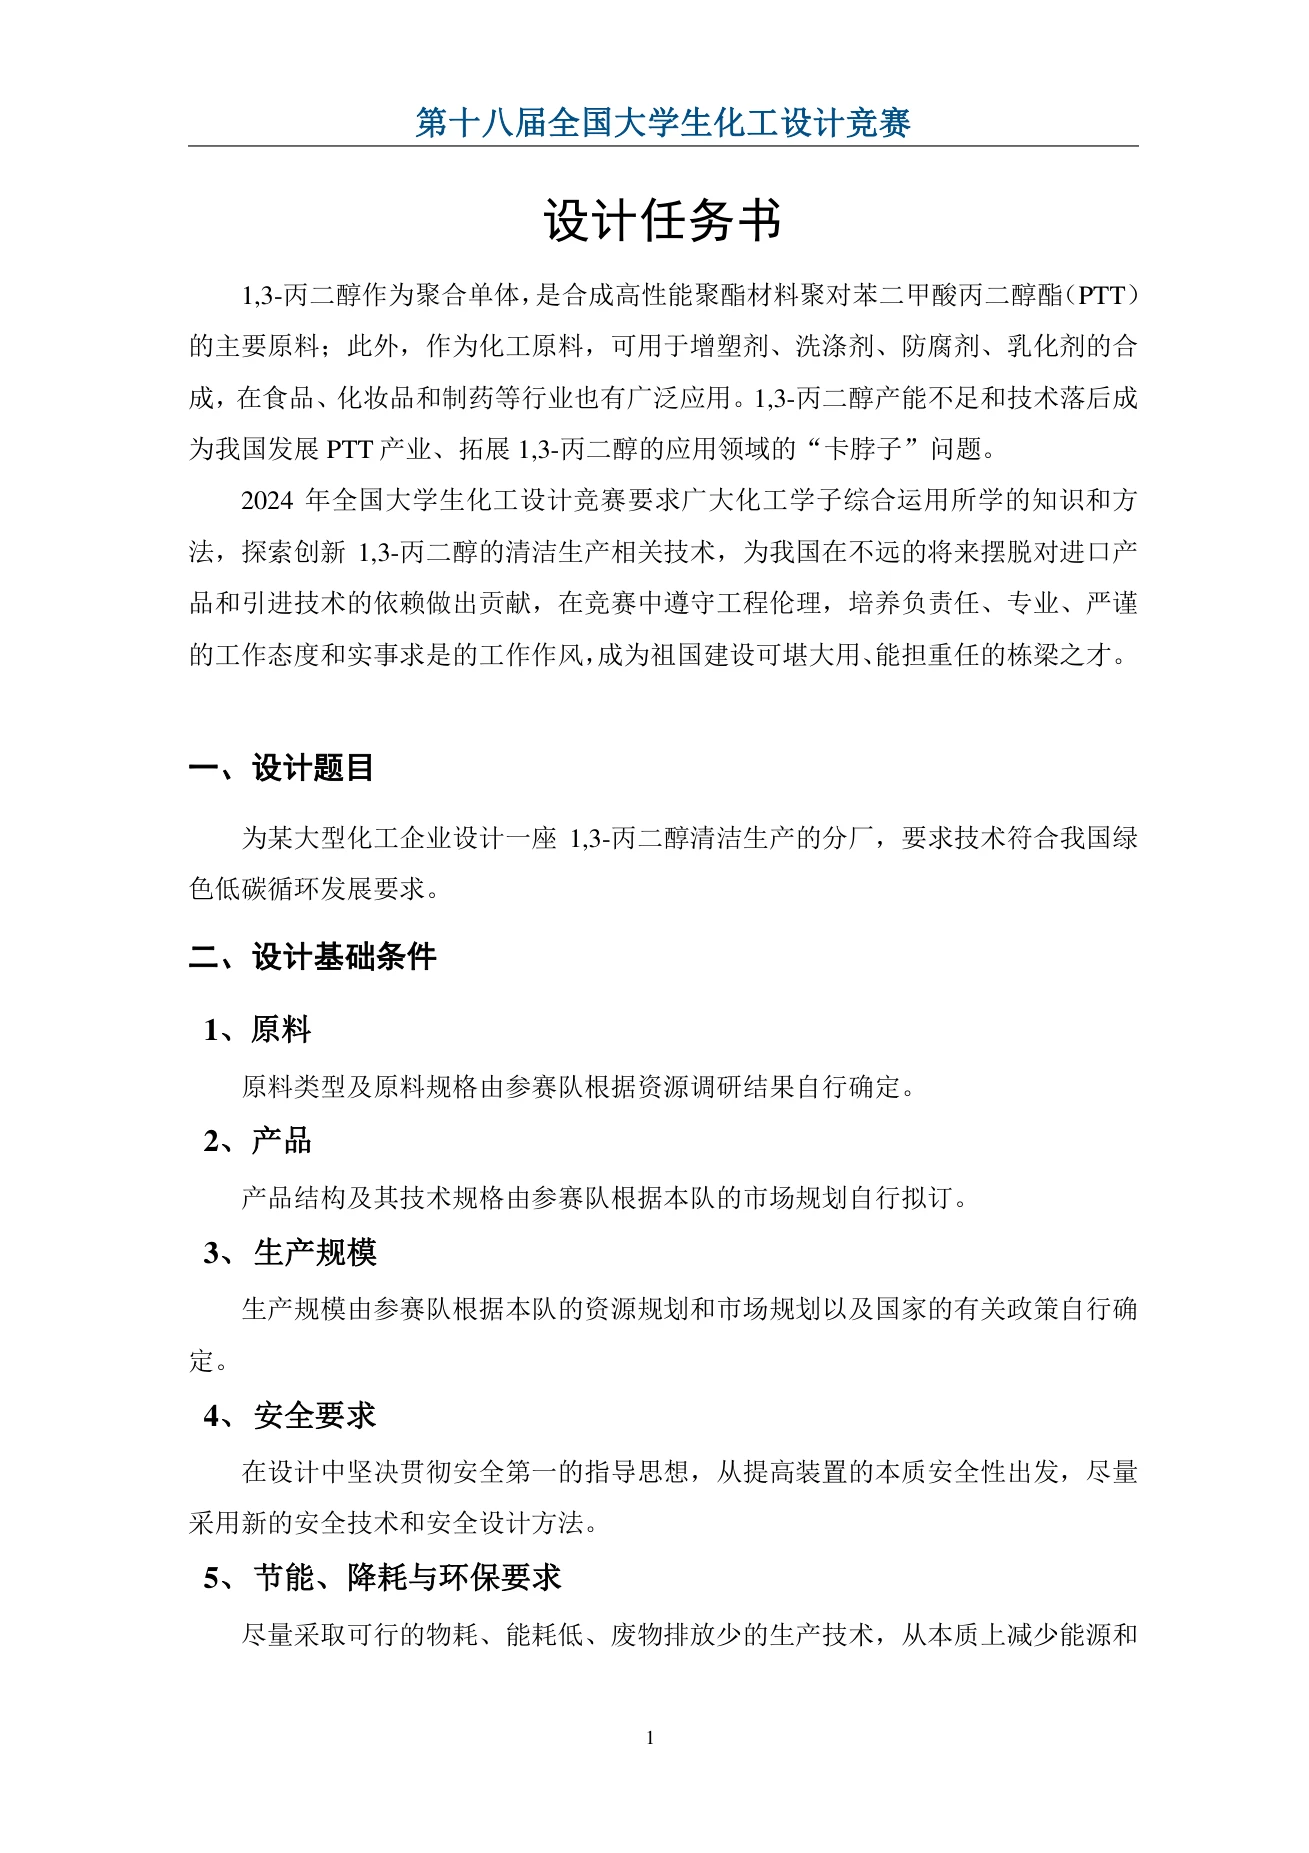 第十八届全国大学生化工设计竞赛
设计任务书
1,3-丙二醇作为聚合单体，是合成高性能聚酯材料聚对苯二甲酸丙二醇酯（PTT）
的主要原料；此外，作为化工原料，可用于增塑剂、洗涤剂、防腐剂、乳化剂的合
成，在食品、化妆品和制药等行业也有广泛应用。1,3-丙二醇产能不足和技术落后成
为我国发展 PTT 产业、拓展 1,3-丙二醇的应用领域的“卡脖子”问题。
2024 年全国大学生化工设计竞赛要求广大化工学子综合运用所学的知识和方
法，探索创新 1,3-丙二醇的清洁生产相关技术，为我国在不远的将来摆脱对进口产
品和引进技术的依赖做出贡献，在竞赛中遵守工程伦理，培养负责任、专业、严谨
的工作态度和实事求是的工作作风，成为祖国建设可堪大用、能担重任的栋梁之才。
一、设计题目
为某大型化工企业设计一座 1,3-丙二醇清洁生产的分厂，要求技术符合我国绿
色低碳循环发展要求。
二、设计基础条件
1、原料
原料类型及原料规格由参赛队根据资源调研结果自行确定。
2、产品
产品结构及其技术规格由参赛队根据本队的市场规划自行拟订。
3、生产规模
生产规模由参赛队根据本队的资源规划和市场规划以及国家的有关政策自行确
定。
4、安全要求
在设计中坚决贯彻安全第一的指导思想，从提高装置的本质安全性出发，尽量
采用新的安全技术和安全设计方法。
5、节能、降耗与环保要求
尽量采取可行的物耗、能耗低、废物排放少的生产技术，从本质上减少能源和
1